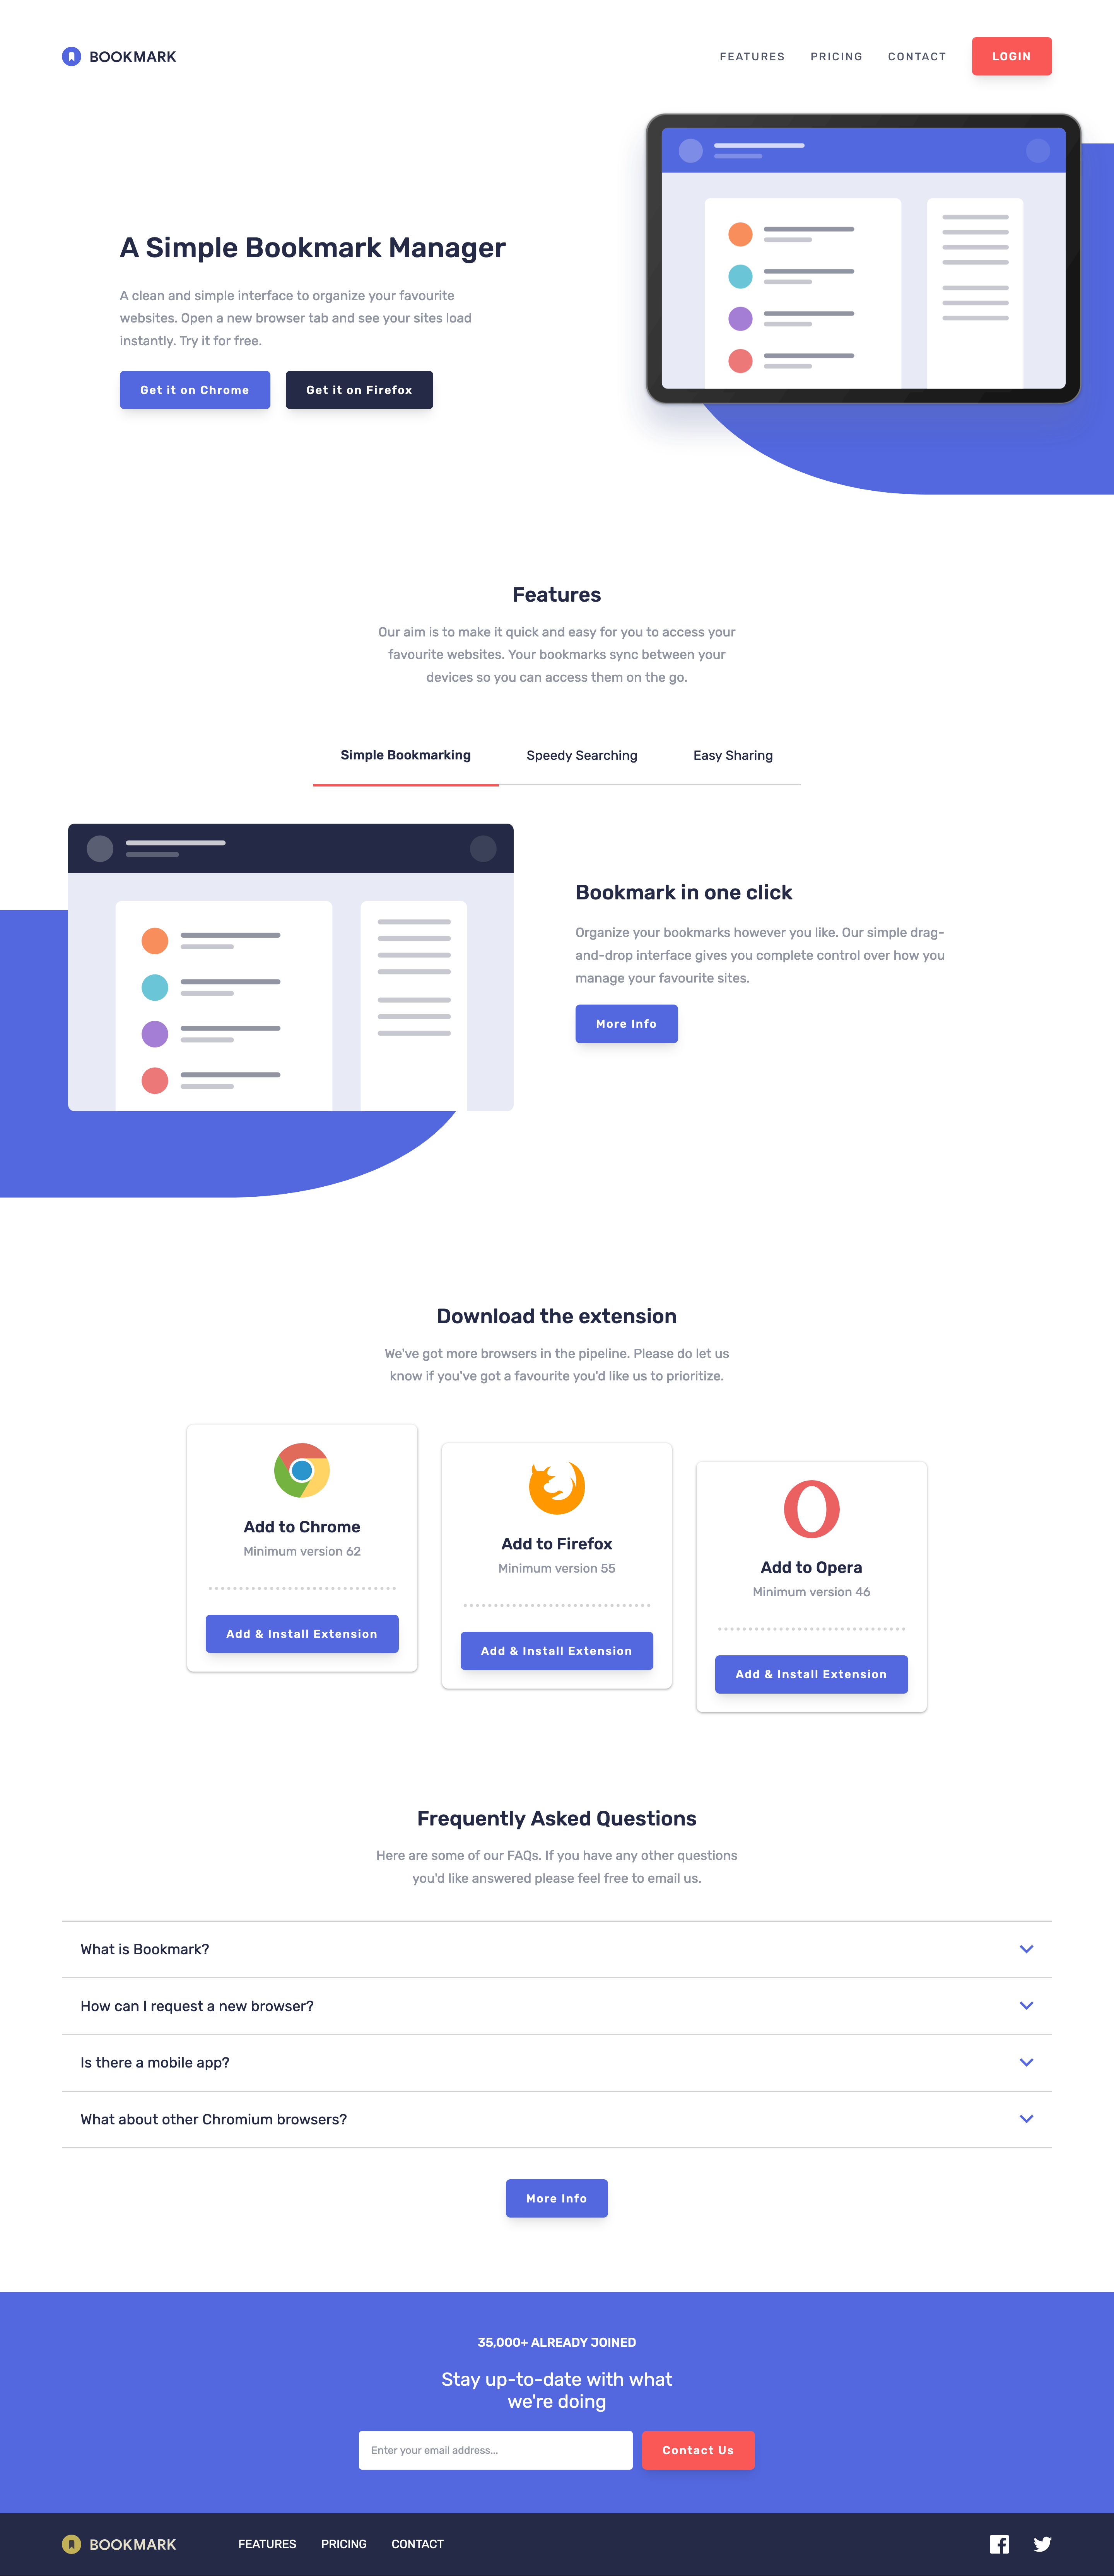 BOOKMARK
FEATURES PRICING CONTACT LOGIN
A Simple Bookmark Manager
A clean and simple interface to organize your favourite
websites. Open a new browser tab and see your sites load
instantly. Try it for free.
Get it on Chrome Get it on Firefox
Features
Our aim is to make it quick and easy for you to access your
favourite websites. Your bookmarks sync between your
devices so you can access them on the go.
Simple Bookmarking Speedy Searching Easy Sharing
Bookmark in one click
Organize your bookmarks however you like. Our simple drag-
and-drop interface gives you complete control over how you
manage your favourite sites.
More Info
Download the extension
We've got more browsers in the pipeline. Please do let us
know if you've got a favourite you'd like us to prioritize.
Add to Chrome
Minimum version 62
Add & Install Extension
Add to Firefox
Minimum version 55
Add & Install Extension
Add to Opera
Minimum version 46
Add & Install Extension
Frequently Asked Questions
Here are some of our FAQs. If you have any other questions
you'd like answered please feel free to email us.
What is Bookmark?
How can I request a new browser?
Is there a mobile app?
What about other Chromium browsers?
More Info
35,000+ ALREADY JOINED
Stay up-to-date with what
we're doing
Enter your email address... Contact Us
BOOKMARK FEATURES PRICING CONTACT